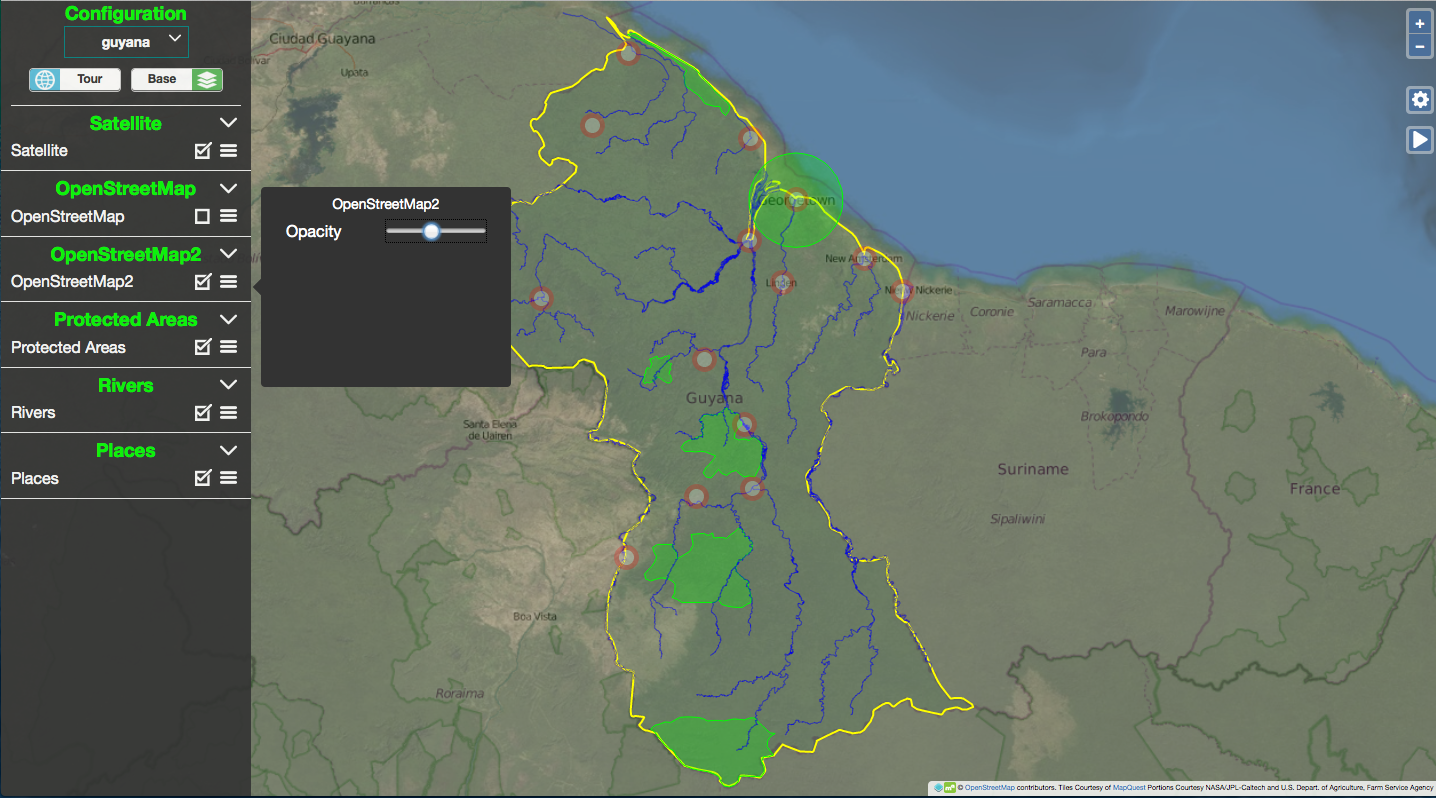 Configuration
guyana
Tour
Base
Satellite
Satellite
OpenStreetMap
OpenStreetMap
OpenStreetMap2
OpenStreetMap2
Protected Areas
Protected Areas
Rivers
Rivers
Places
Places
OpenStreetMap2
Opacity
Ciudad Guayana
Upata
Georgetown
New Amsterdam
Linden
Nickerie
Nickerie
Coronie
Saramacca
Marowijne
Para
Brokopondo
Guyana
Santa Elena
de Uairen
Suriname
France
Sipaliwini
Boa Vista
Roraima
+
−
© OpenStreetMap contributors. Tiles Courtesy of MapQuest Portions Courtesy NASA/JPL-Caltech and U.S. Depart. of Agriculture, Farm Service Agency